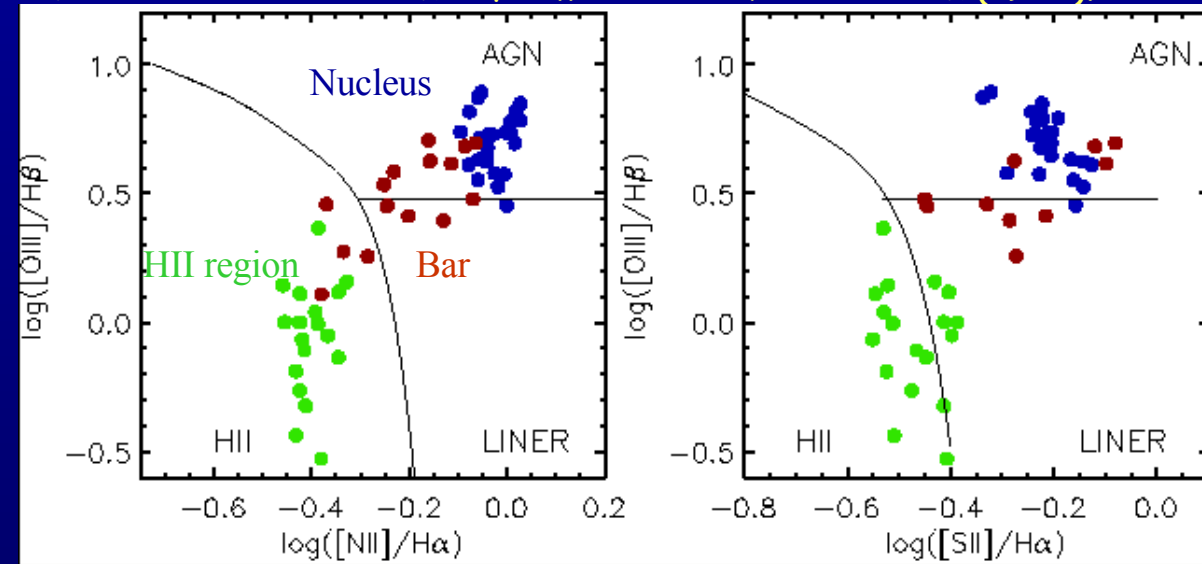 AGN
Nucleus
HII region
Bar
HII
LINER
1.0
0.5
0.0
−0.5
log([OIII]/Hβ)
−0.6 −0.4 −0.2 0.0 0.2
log([NII]/Hα)
AGN
HII
LINER
1.0
0.5
0.0
−0.5
log([OIII]/Hβ)
−0.8 −0.6 −0.4 −0.2 0.0
log([SII]/Hα)